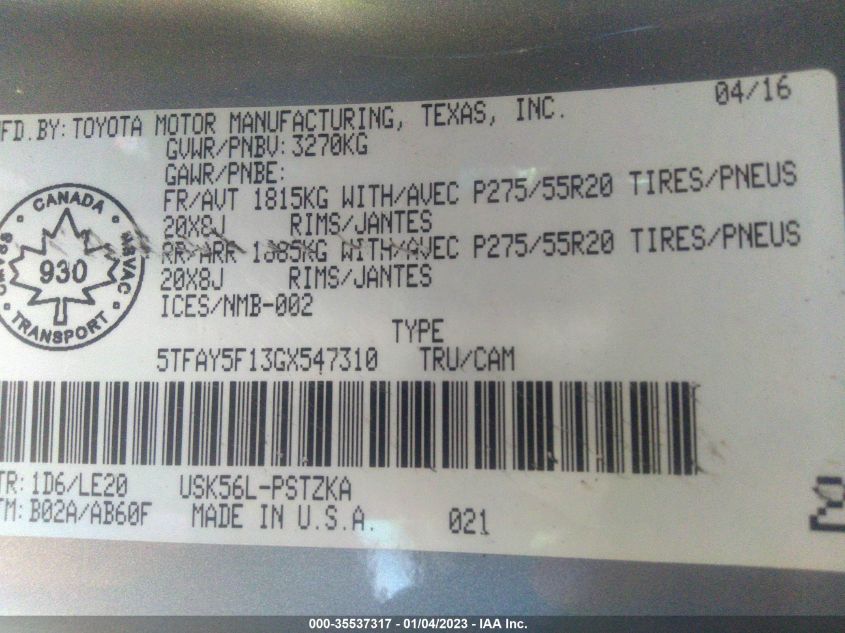 04/16
FD.BY:TOYOTA MOTOR MANUFACTURING, TEXAS, INC.
GVWR/PNBV:3270KG
GAWR/PNBE:
FR/AVT 1815KG WITH/AVEC P275/55R20 TIRES/PNEUS
20X8J RIMS/JANTES
RR/ARR 1885KG WITH/AVEC P275/55R20 TIRES/PNEUS
20X8J RIMS/JANTES
ICES/NMB-002
CANADA
CMVSS 930 NSVAC
TRANSPORT
TYPE
5TFAY5F13GX547310 TRU/CAM
TR:1D6/LE20 USK56L-PSTZKA
TM:B02A/AB60F MADE IN U.S.A. 021
000-35537317 - 01/04/2023 - IAA Inc.